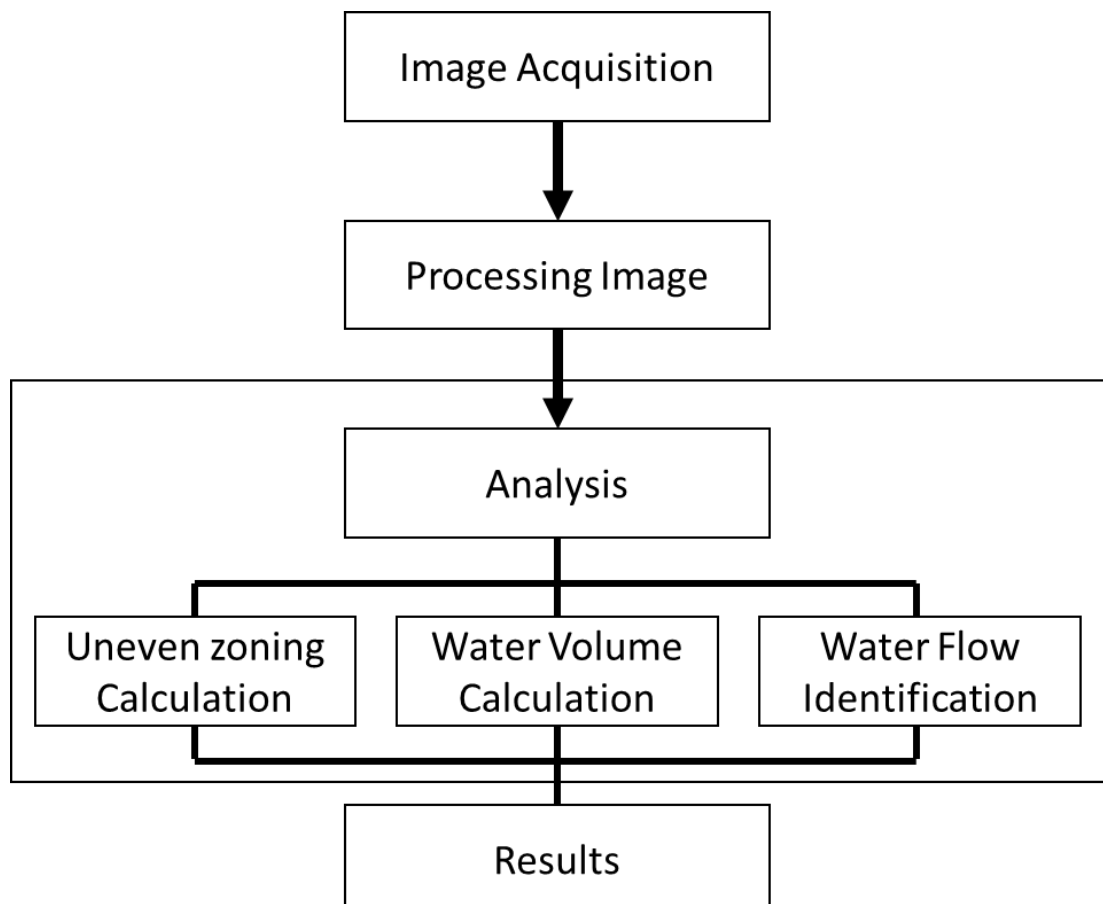 Image Acquisition
Processing Image
Analysis
Uneven zoning
Calculation
Water Volume
Calculation
Water Flow
Identification
Results